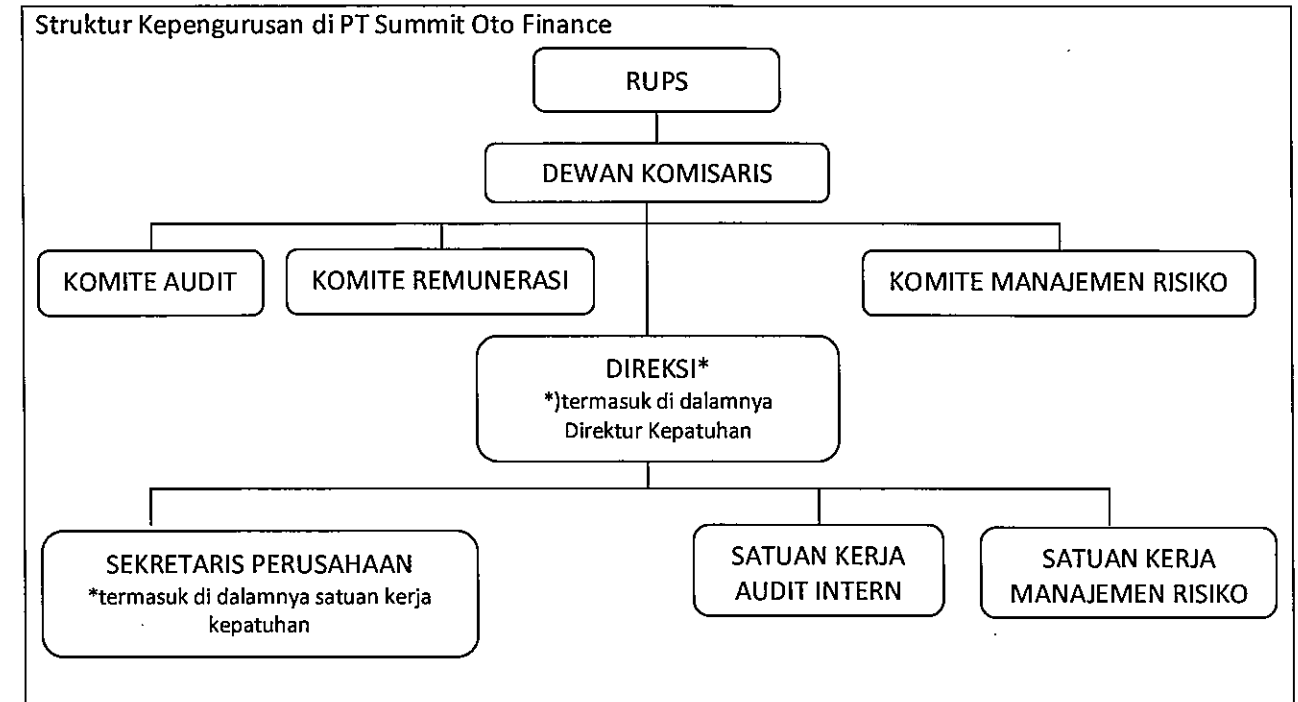 Struktur Kepengurusan di PT Summit Oto Finance
RUPS
DEWAN KOMISARIS
KOMITE AUDIT
KOMITE REMUNERASI
KOMITE MANAJEMEN RISIKO
DIREKSI*
*)termasuk di dalamnya
Direktur Kepatuhan
SEKRETARIS PERUSAHAAN
*termasuk di dalamnya satuan kerja
kepatuhan
SATUAN KERJA
AUDIT INTERN
SATUAN KERJA
MANAJEMEN RISIKO